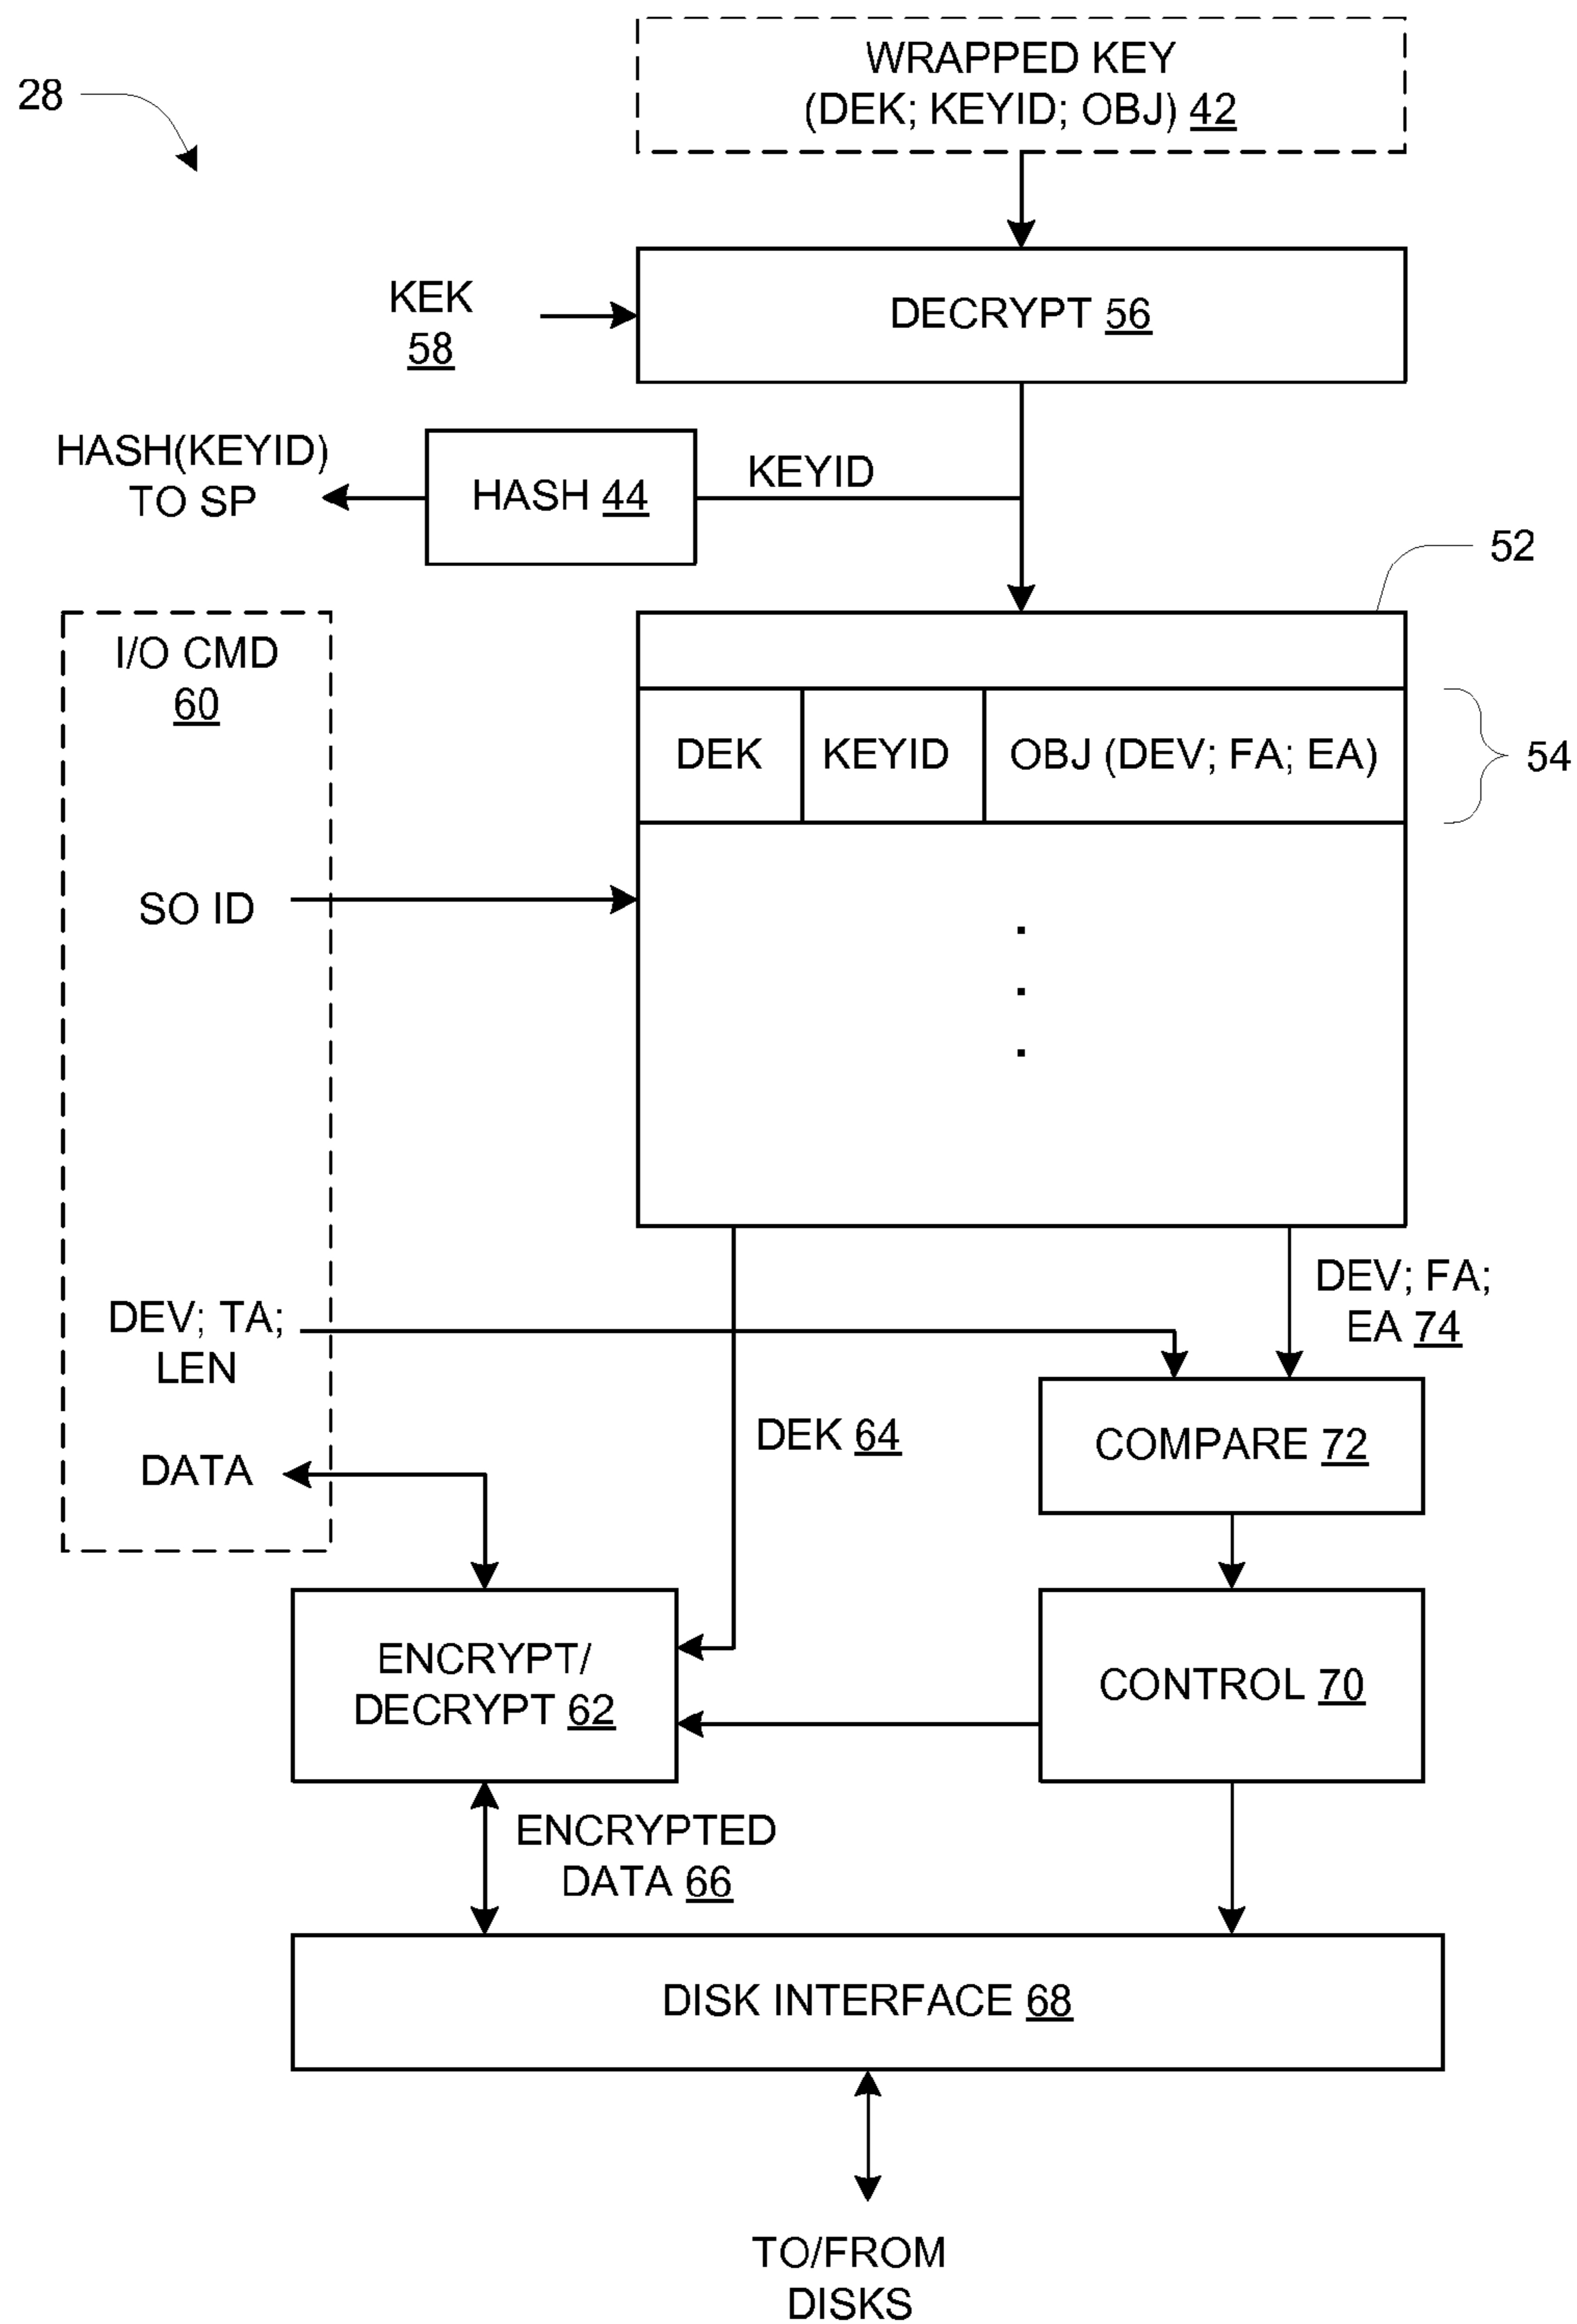 28
WRAPPED KEY
(DEK; KEYID; OBJ) 42
KEK
58
DECRYPT 56
HASH(KEYID)
TO SP
HASH 44
KEYID
52
I/O CMD
60
DEK
KEYID
OBJ (DEV; FA; EA)
54
SO ID
DEV; FA;
EA 74
DEV; TA;
LEN
DEK 64
COMPARE 72
DATA
ENCRYPT/
DECRYPT 62
CONTROL 70
ENCRYPTED
DATA 66
DISK INTERFACE 68
TO/FROM
DISKS